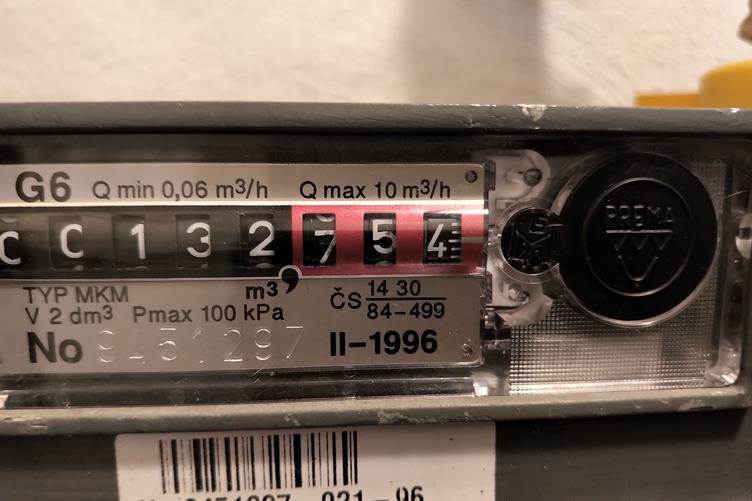 G6 Q min 0,06 m³/h Q max 10 m³/h
0 0 1 3 2 7 5 4
m³
TYP MKM
V 2 dm³ Pmax 100 kPa
ČS 14 30
84-499
No 9451297 II-1996
PREMA